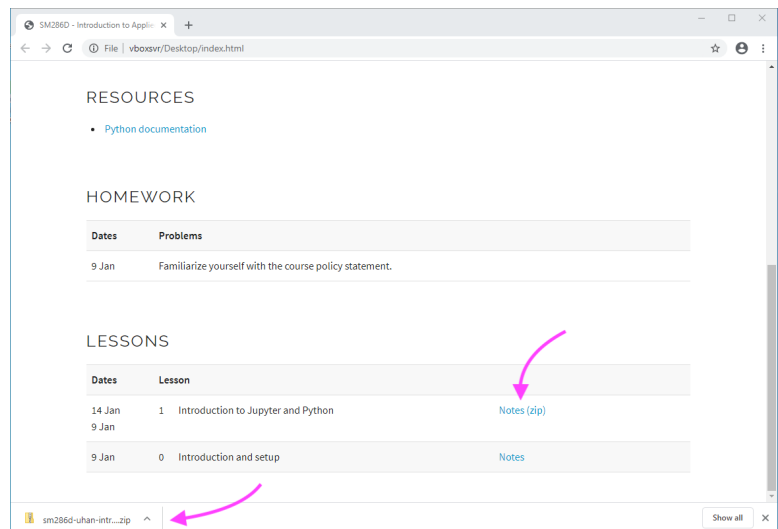 SM286D - Introduction to Applie
File | vboxsvr/Desktop/index.html
RESOURCES
Python documentation
HOMEWORK
Dates Problems
9 Jan Familiarize yourself with the course policy statement.
LESSONS
Dates Lesson
14 Jan 1 Introduction to Jupyter and Python Notes (zip)
9 Jan
9 Jan 0 Introduction and setup Notes
sm286d-uhan-intr....zip Show all